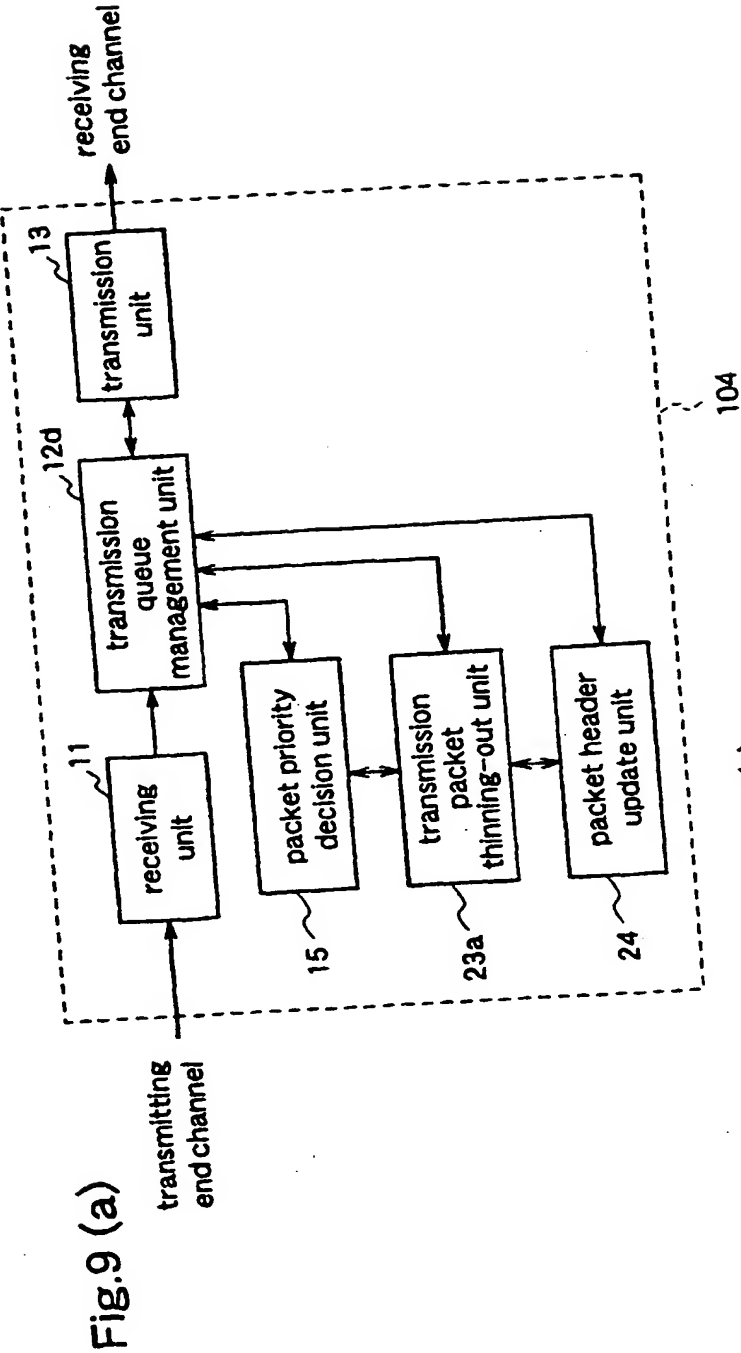 Fig.9 (a)
transmitting
end channel
11
receiving
unit
12d
transmission
queue
management unit
13
transmission
unit
receiving
end channel
packet priority
decision unit
15
transmission
packet
thinning-out unit
23a
packet header
update unit
24
104